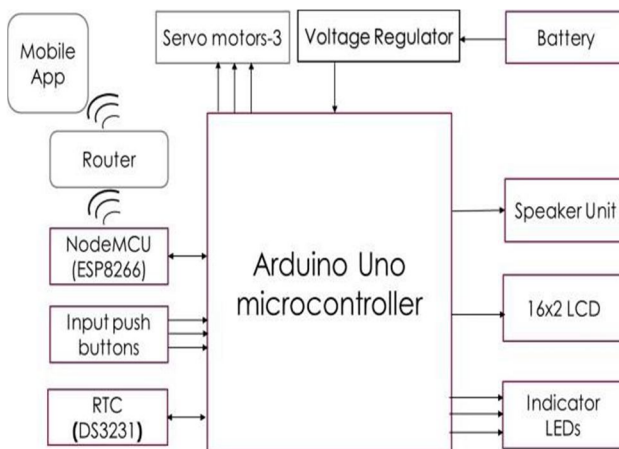 Mobile
App
Servo motors-3
Voltage Regulator
Battery
Router
NodeMCU
(ESP8266)
Input push
buttons
RTC
(DS3231)
Arduino Uno
microcontroller
Speaker Unit
16x2 LCD
Indicator
LEDs